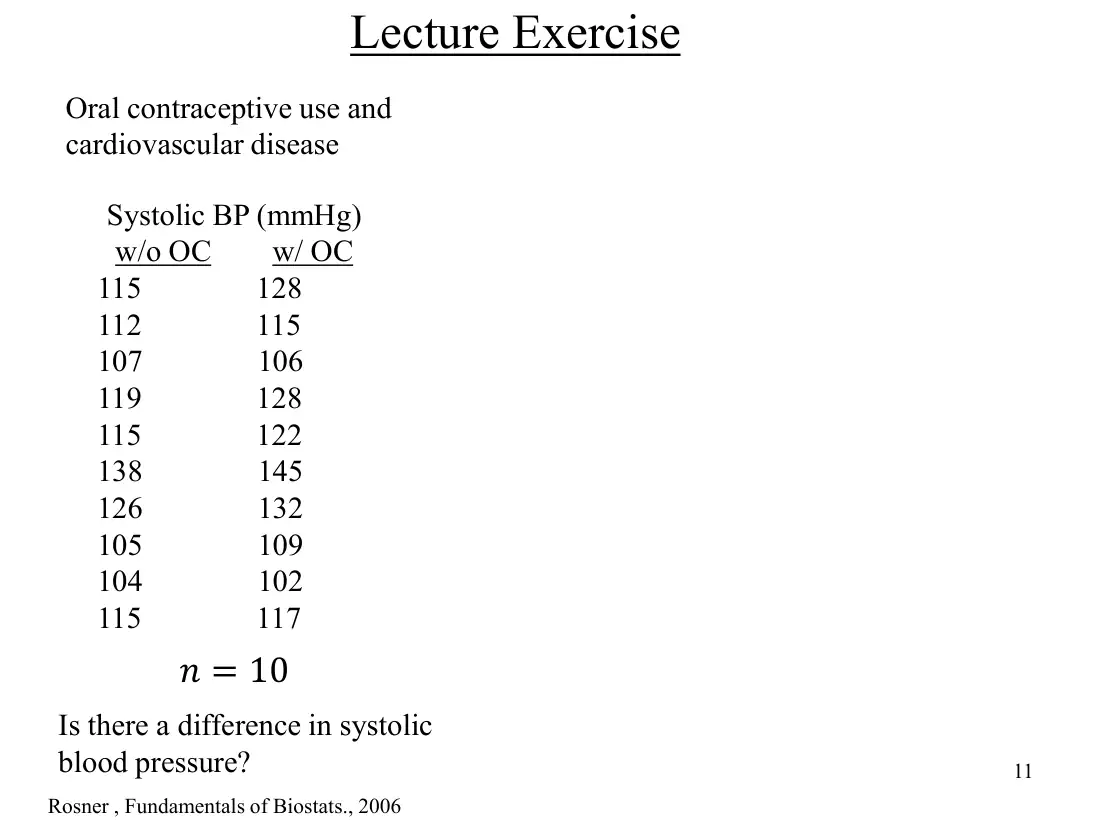 Lecture Exercise
Oral contraceptive use and
cardiovascular disease
Systolic BP (mmHg)
w/o OC w/ OC
115 128
112 115
107 106
119 128
115 122
138 145
126 132
105 109
104 102
115 117
𝑛 = 10
Is there a difference in systolic
blood pressure?
11
Rosner , Fundamentals of Biostats., 2006